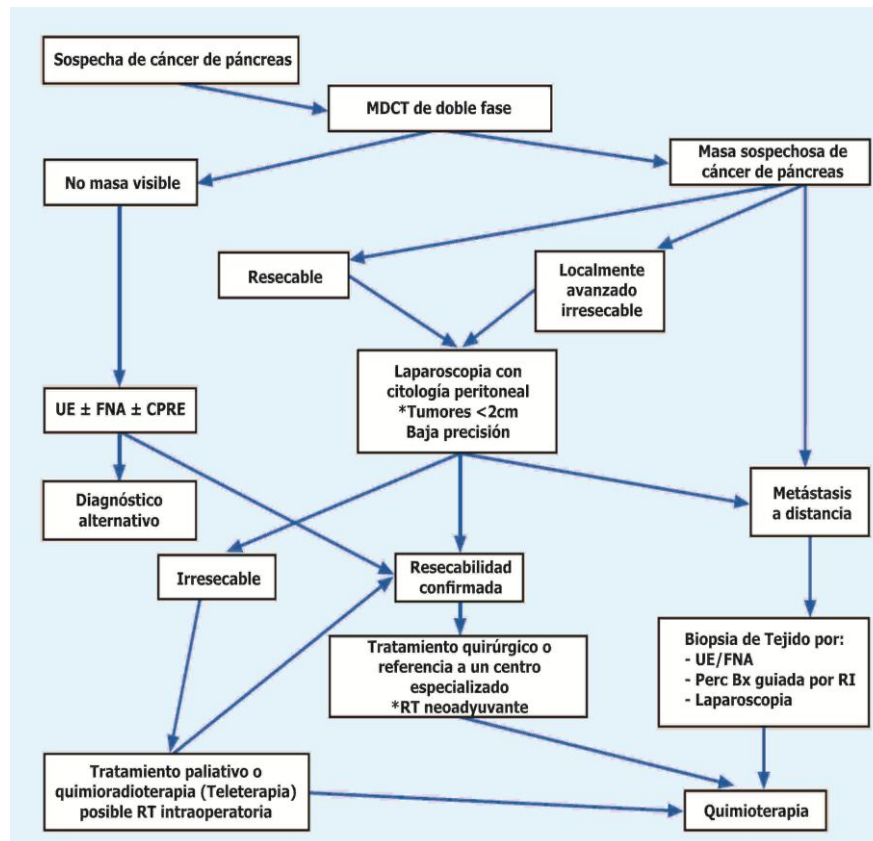 Sospecha de cáncer de páncreas
MDCT de doble fase
No masa visible
Masa sospechosa de
cáncer de páncreas
Resecable
Localmente
avanzado
irresecable
Laparoscopia con
citología peritoneal
*Tumores <2cm
Baja precisión
UE ± FNA ± CPRE
Diagnóstico
alternativo
Metástasis
a distancia
Irresecable
Resecabilidad
confirmada
Tratamiento quirúrgico o
referencia a un centro
especializado
*RT neoadyuvante
Biopsia de Tejido por:
- UE/FNA
- Perc Bx guiada por RI
- Laparoscopia
Tratamiento paliativo o
quimioradioterapia (Teleterapia)
posible RT intraoperatoria
Quimioterapia